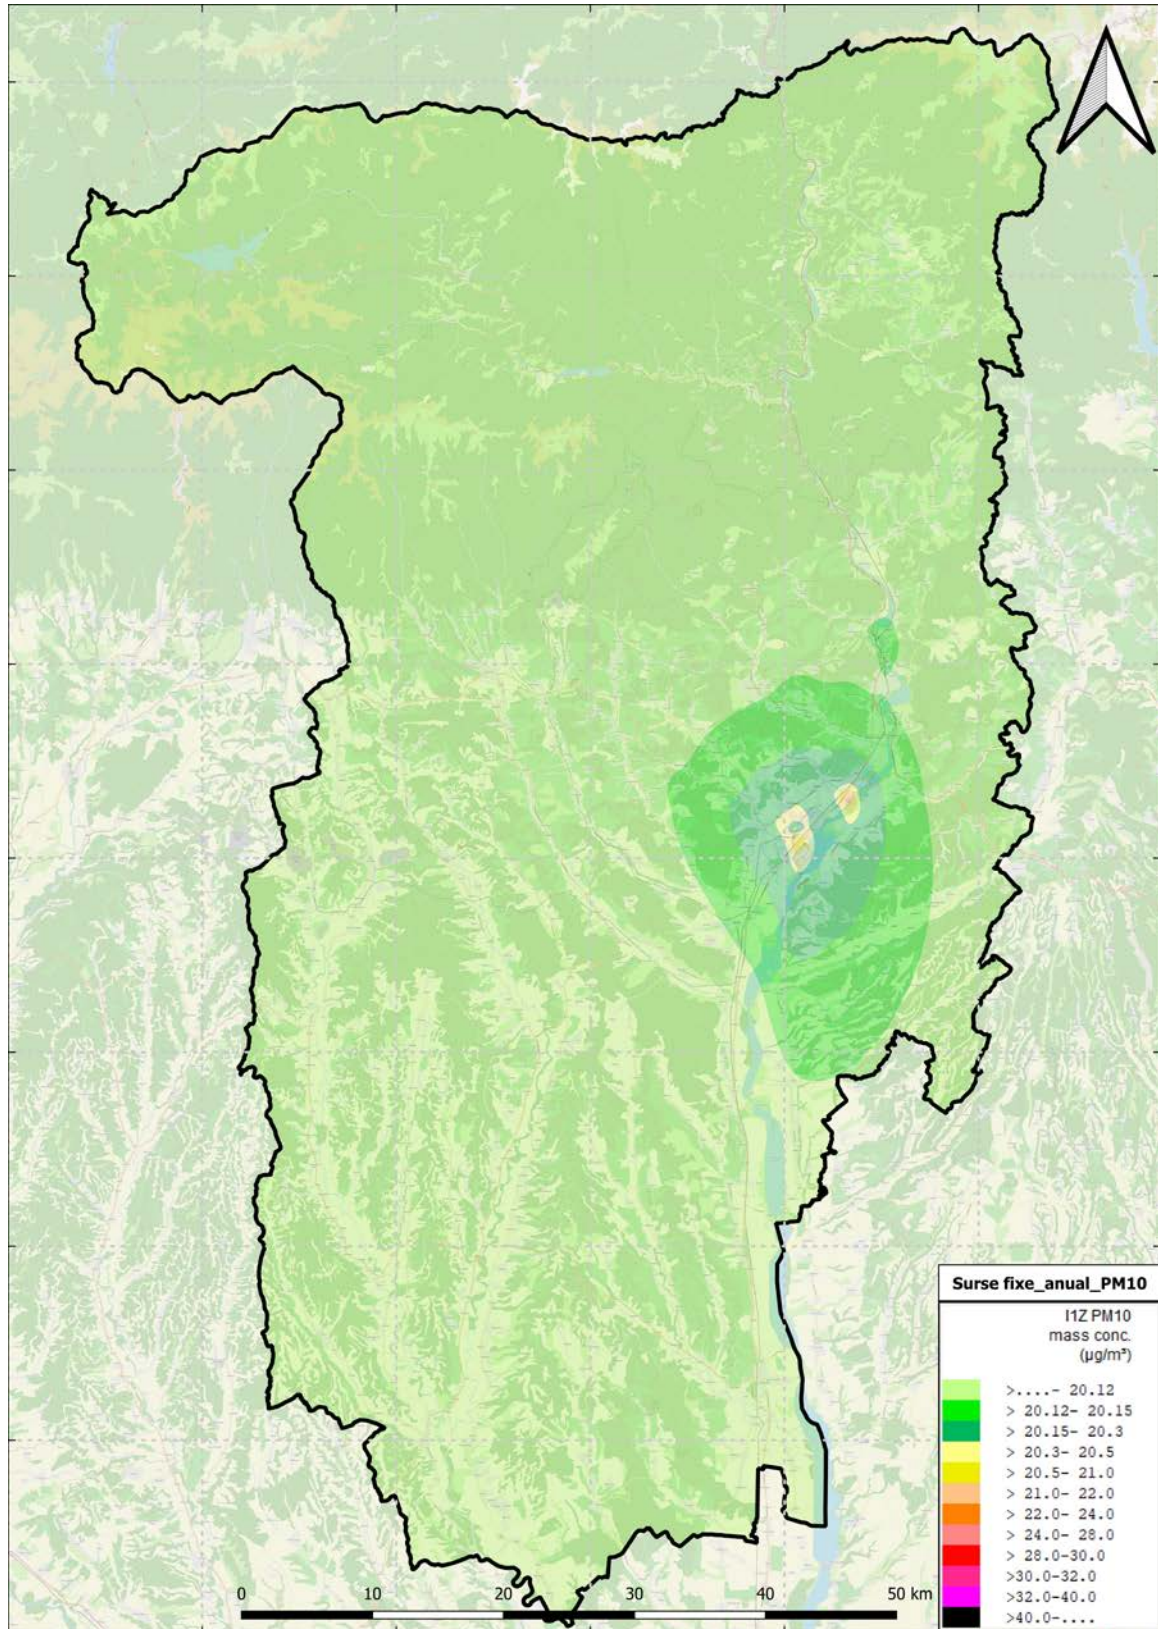 Surse fixe_anual_PM10
I1Z PM10
mass conc.
(µg/m³)
>....- 20.12
> 20.12- 20.15
> 20.15- 20.3
> 20.3- 20.5
> 20.5- 21.0
> 21.0- 22.0
> 22.0- 24.0
> 24.0- 28.0
> 28.0-30.0
>30.0-32.0
>32.0-40.0
>40.0-....
0 10 20 30 40 50 km